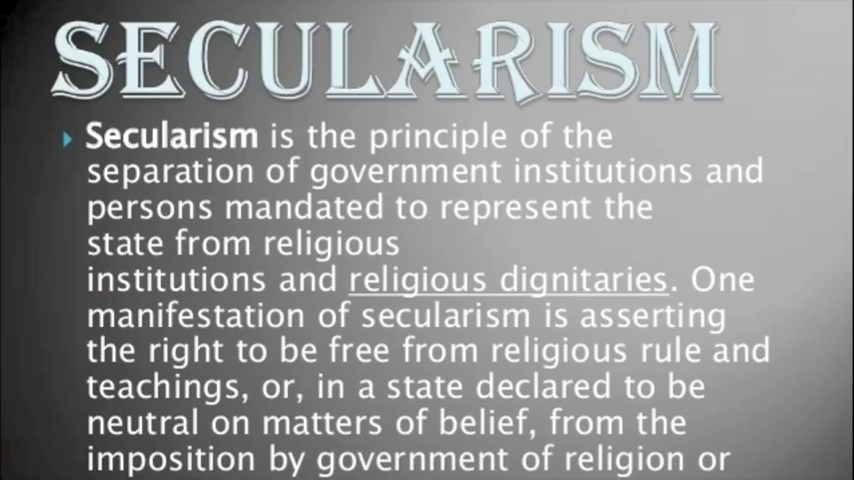 SECULARISM
Secularism is the principle of the
separation of government institutions and
persons mandated to represent the
state from religious
institutions and religious dignitaries. One
manifestation of secularism is asserting
the right to be free from religious rule and
teachings, or, in a state declared to be
neutral on matters of belief, from the
imposition by government of religion or